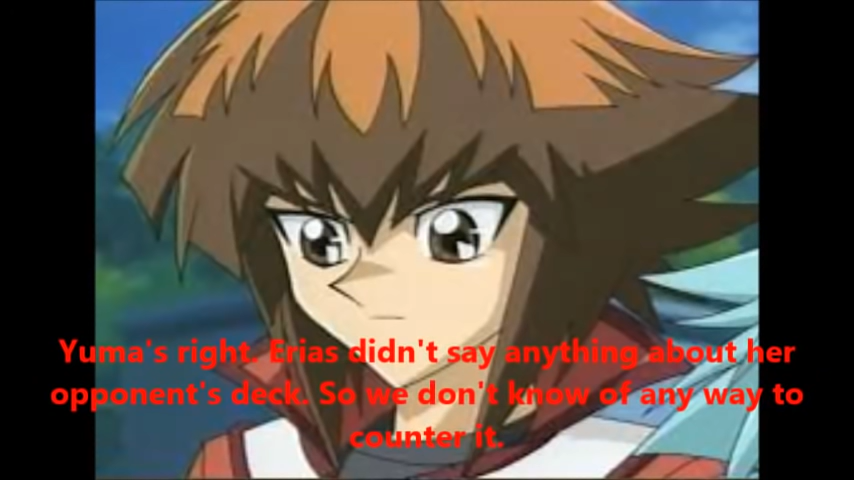 Yuma's right. Erias didn't say anything about her
opponent's deck. So we don't know of any way to
counter it.